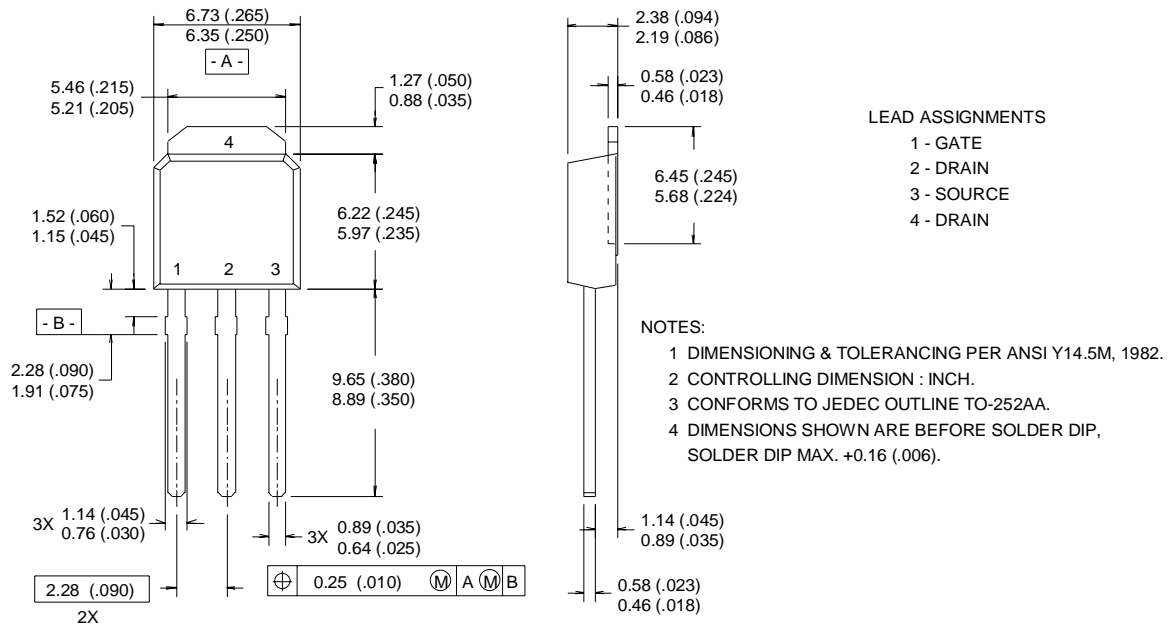 6.73 (.265)
6.35 (.250)
- A -
5.46 (.215)
5.21 (.205)
1.27 (.050)
0.88 (.035)
4
1.52 (.060)
1.15 (.045)
6.22 (.245)
5.97 (.235)
1 2 3
- B -
2.28 (.090)
1.91 (.075)
9.65 (.380)
8.89 (.350)
3X 1.14 (.045)
0.76 (.030)
3X 0.89 (.035)
0.64 (.025)
2.28 (.090)
2X
⌖ 0.25 (.010) Ⓜ A Ⓜ B
2.38 (.094)
2.19 (.086)
0.58 (.023)
0.46 (.018)
6.45 (.245)
5.68 (.224)
1.14 (.045)
0.89 (.035)
0.58 (.023)
0.46 (.018)
LEAD ASSIGNMENTS
1 - GATE
2 - DRAIN
3 - SOURCE
4 - DRAIN
NOTES:
1 DIMENSIONING & TOLERANCING PER ANSI Y14.5M, 1982.
2 CONTROLLING DIMENSION : INCH.
3 CONFORMS TO JEDEC OUTLINE TO-252AA.
4 DIMENSIONS SHOWN ARE BEFORE SOLDER DIP,
SOLDER DIP MAX. +0.16 (.006).